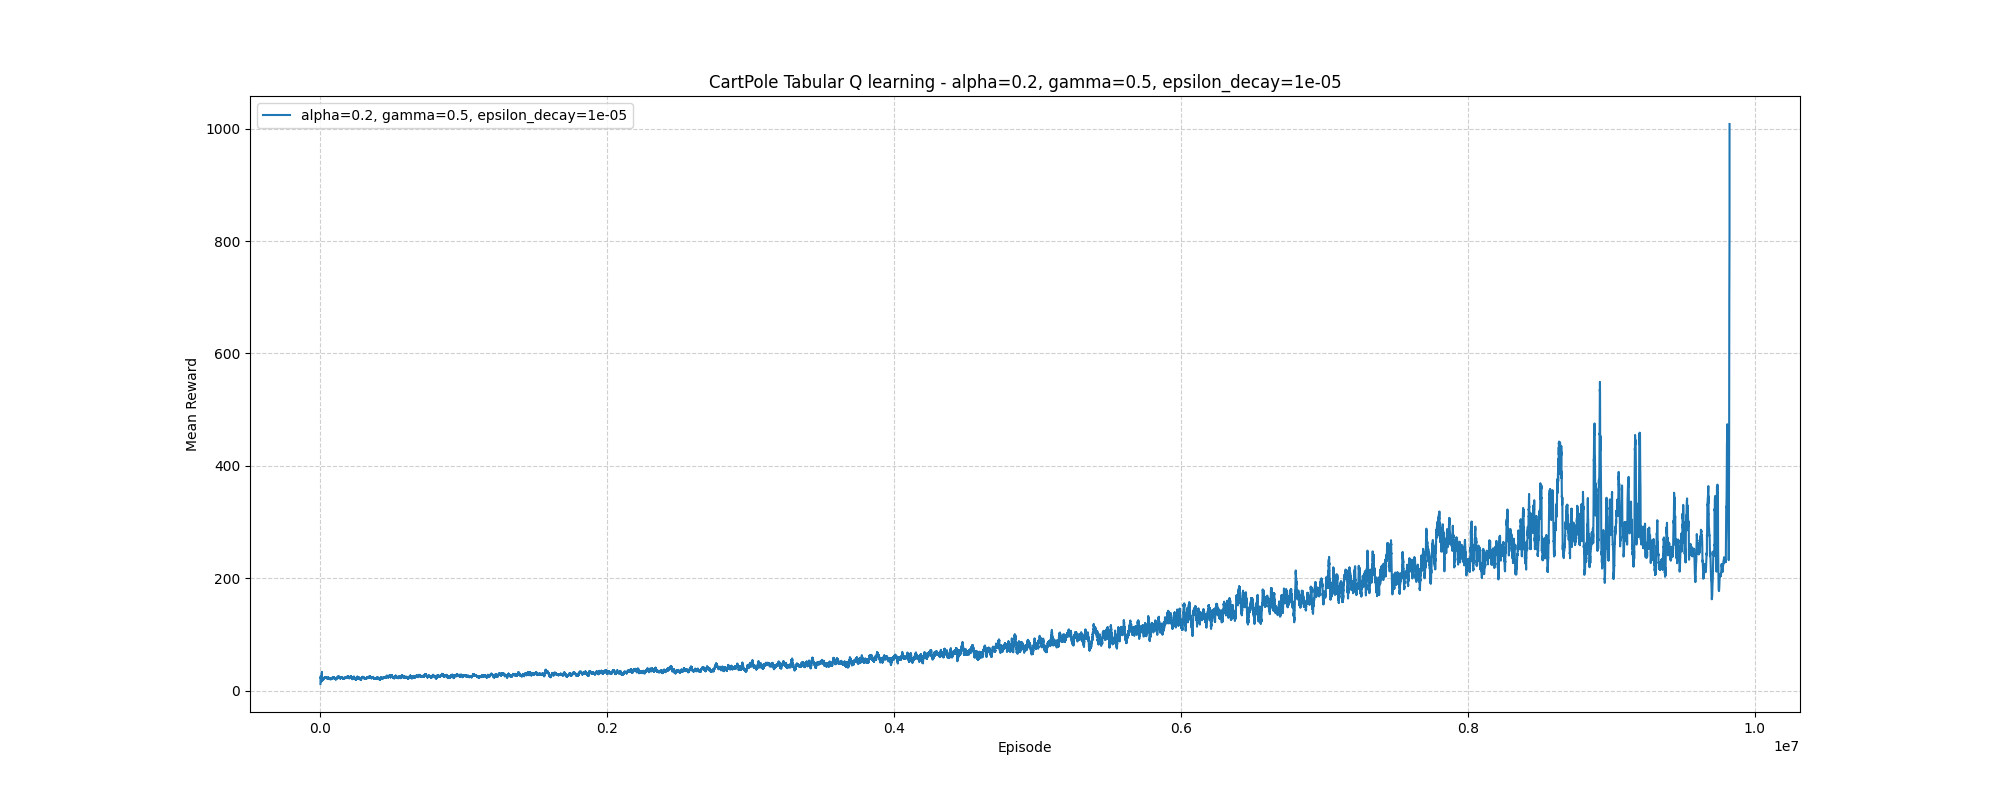 CartPole Tabular Q learning - alpha=0.2, gamma=0.5, epsilon_decay=1e-05
alpha=0.2, gamma=0.5, epsilon_decay=1e-05
1000
800
600
400
200
0
Mean Reward
0.0 0.2 0.4 0.6 0.8 1.0
Episode
1e7